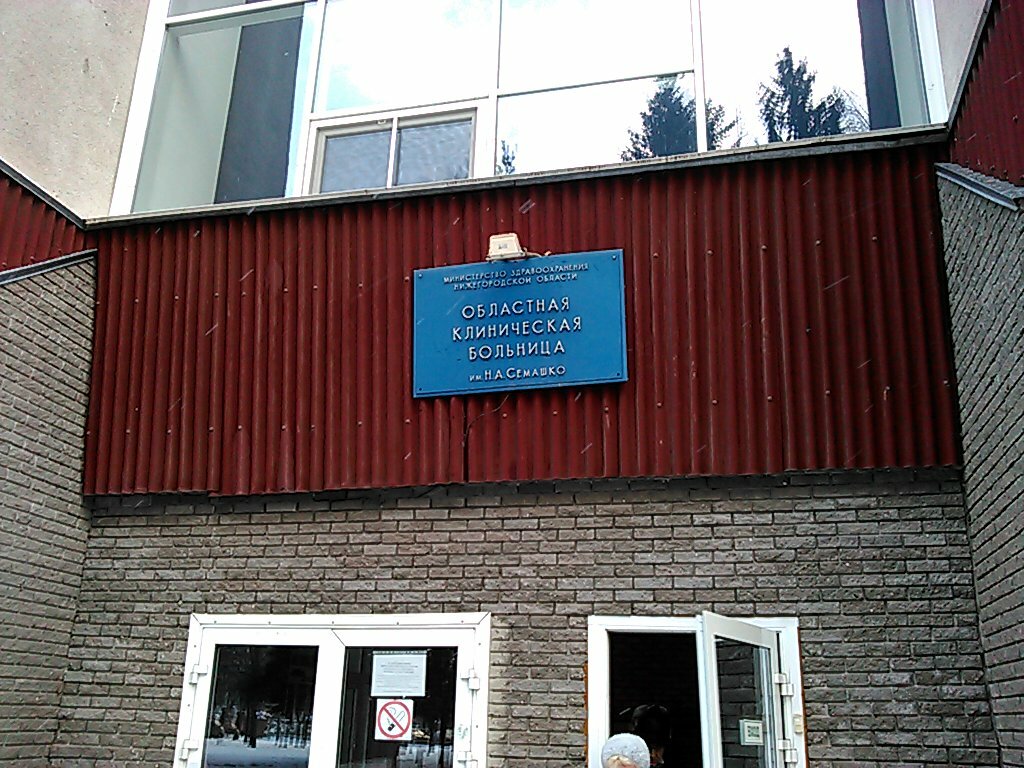 МИНИСТЕРСТВО ЗДРАВООХРАНЕНИЯ
НИЖЕГОРОДСКОЙ ОБЛАСТИ
ОБЛАСТНАЯ
КЛИНИЧЕСКАЯ
БОЛЬНИЦА
ИМ. Н.А.СЕМАШКО